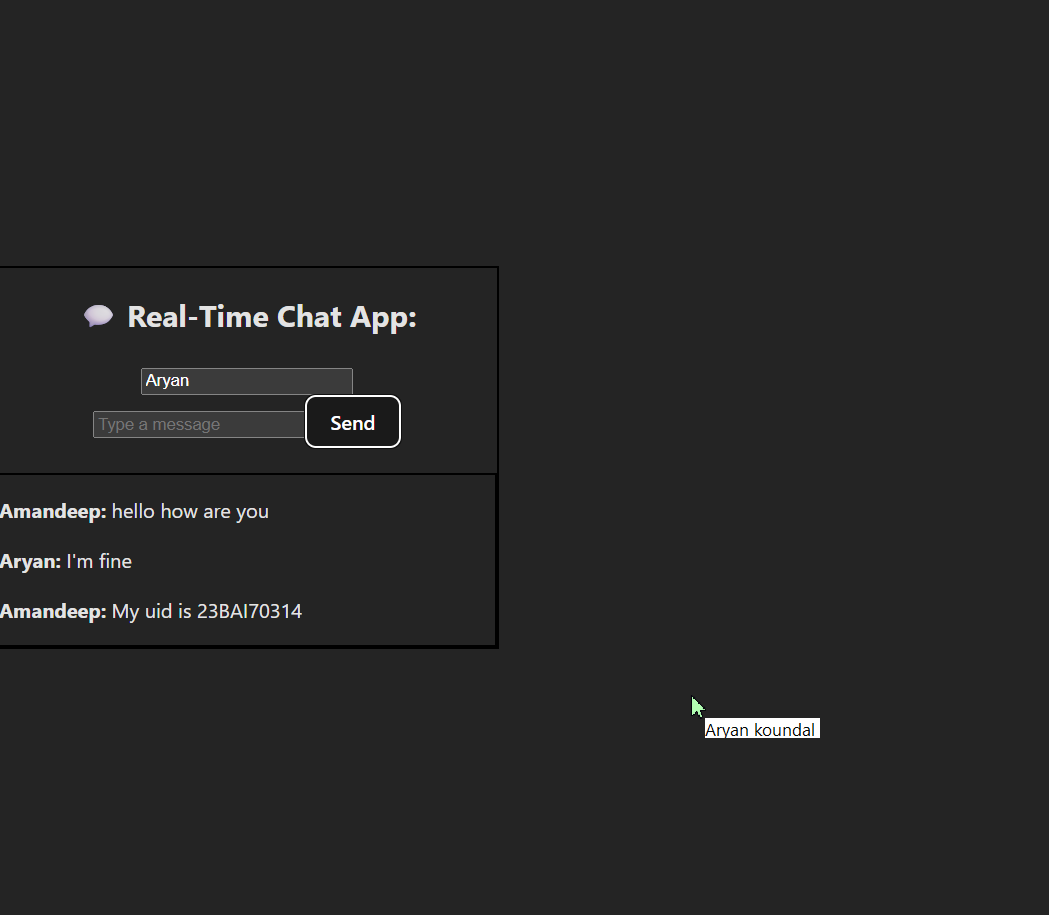 💬 Real-Time Chat App:
Aryan
Type a message
Send
Amandeep: hello how are you
Aryan: I'm fine
Amandeep: My uid is 23BAI70314
Aryan koundal